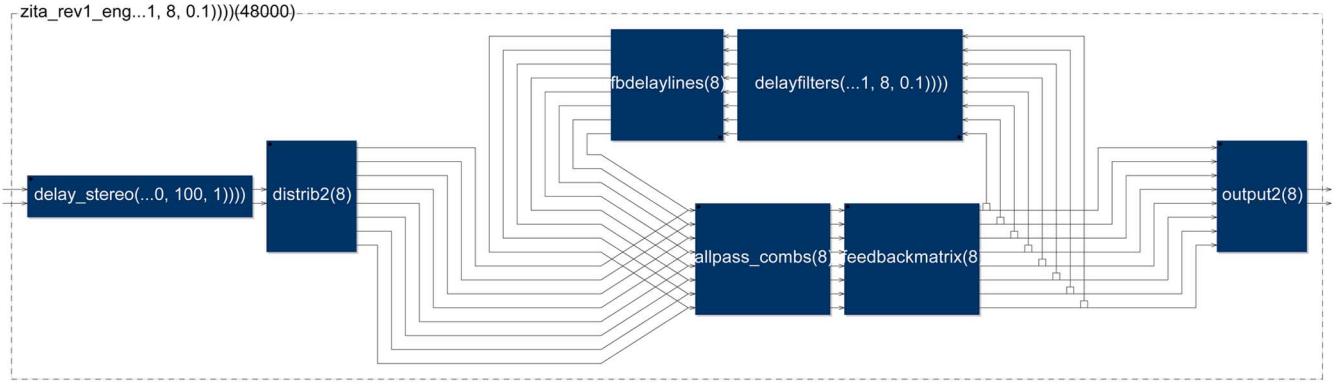 zita_rev1_eng...1, 8, 0.1))))(48000)
fbdelaylines(8)
delayfilters(...1, 8, 0.1))))
delay_stereo(...0, 100, 1))))
distrib2(8)
output2(8)
allpass_combs(8)
feedbackmatrix(8